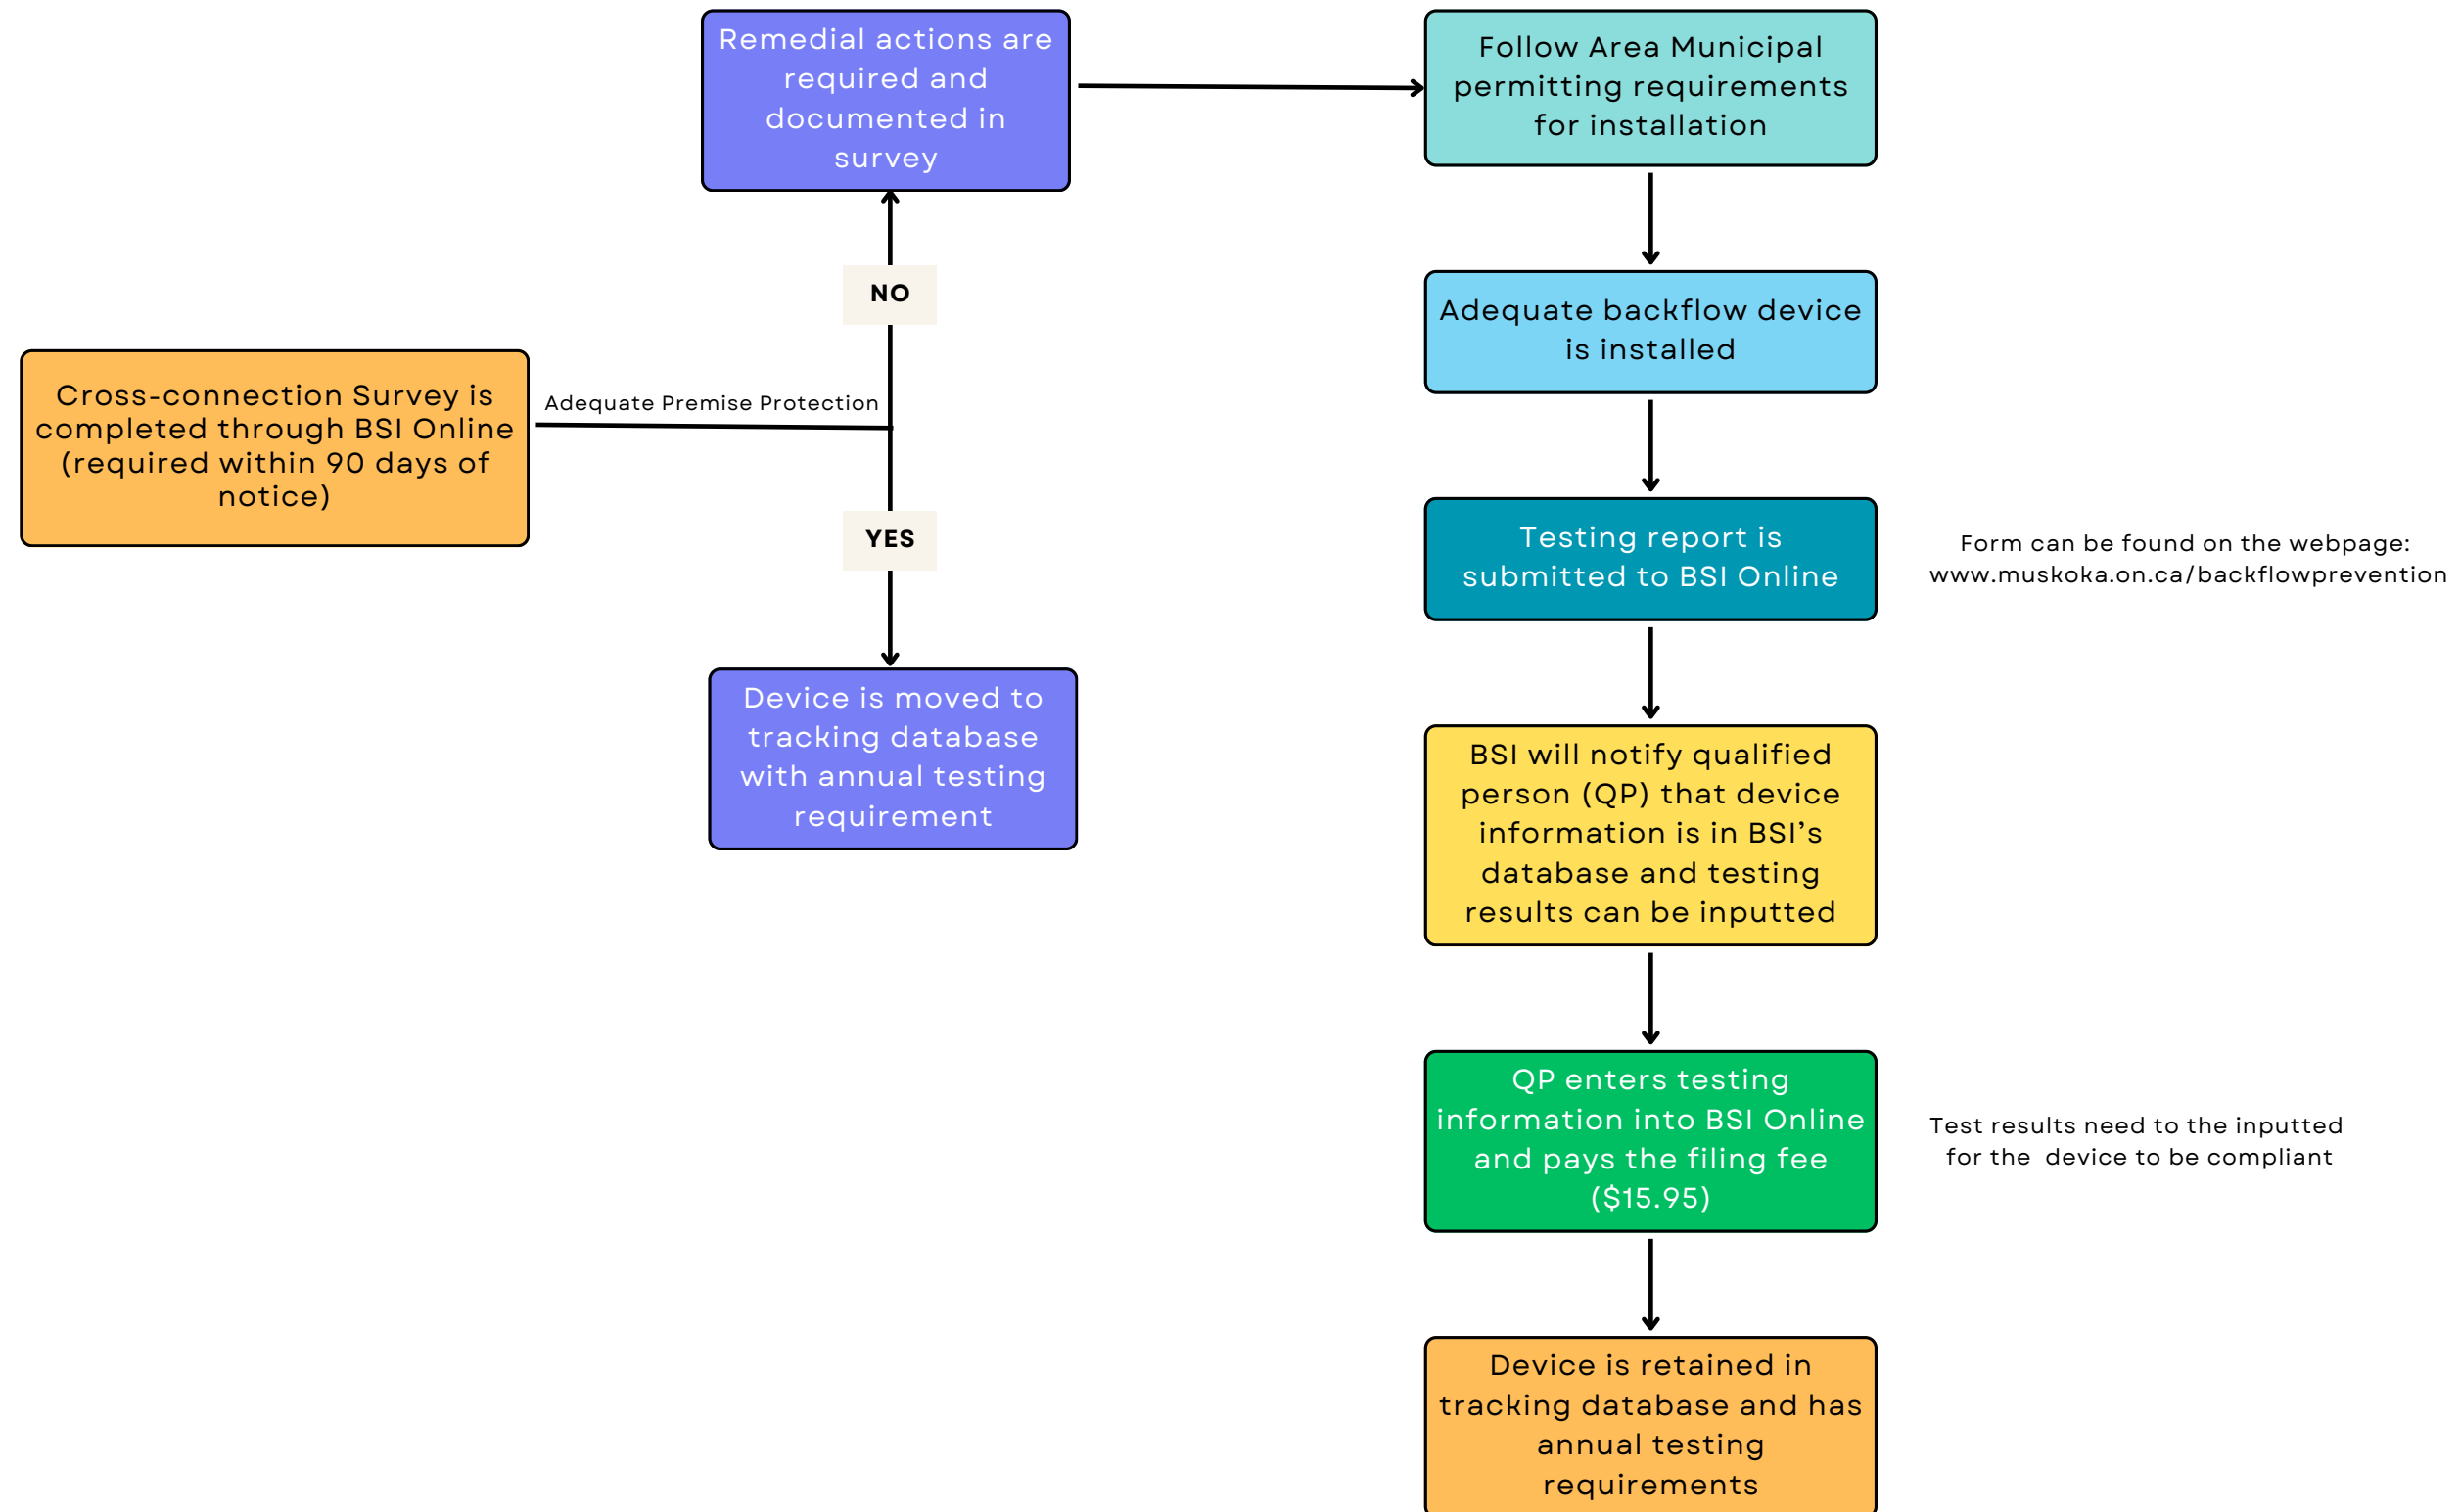 Remedial actions are
required and
documented in
survey
Follow Area Municipal
permitting requirements
for installation
NO
Adequate backflow device
is installed
Cross-connection Survey is
completed through BSI Online
(required within 90 days of
notice)
Adequate Premise Protection
YES
Testing report is
submitted to BSI Online
Form can be found on the webpage:
www.muskoka.on.ca/backflowprevention
Device is moved to
tracking database
with annual testing
requirement
BSI will notify qualified
person (QP) that device
information is in BSI’s
database and testing
results can be inputted
QP enters testing
information into BSI Online
and pays the filing fee
($15.95)
Test results need to the inputted
for the  device to be compliant
Device is retained in
tracking database and has
annual testing
requirements